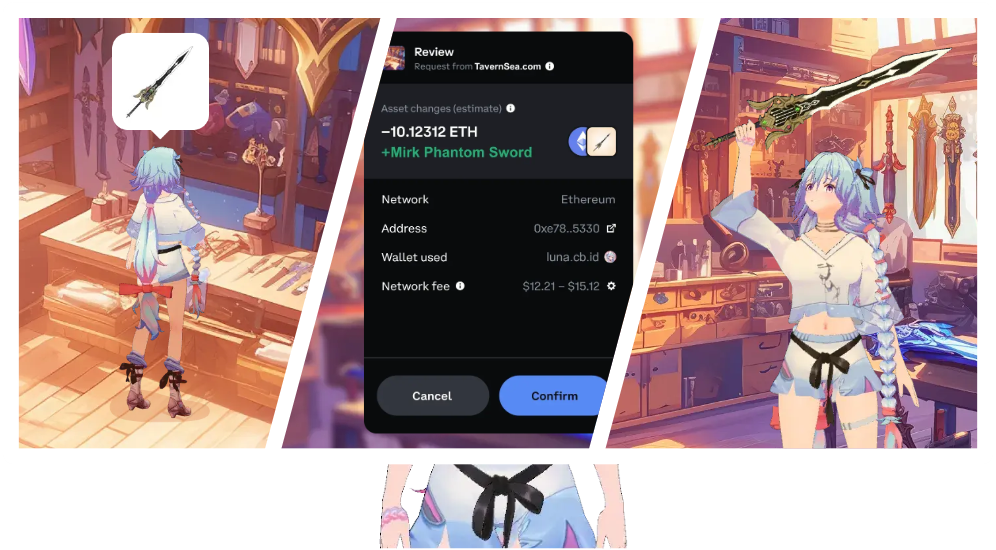 Review
Request from TavernSea.com
Asset changes (estimate)
−10.12312 ETH
+Mirk Phantom Sword
Network Ethereum
Address 0xe78..5330
Wallet used luna.cb.id
Network fee $12.21 – $15.12
Cancel Confirm